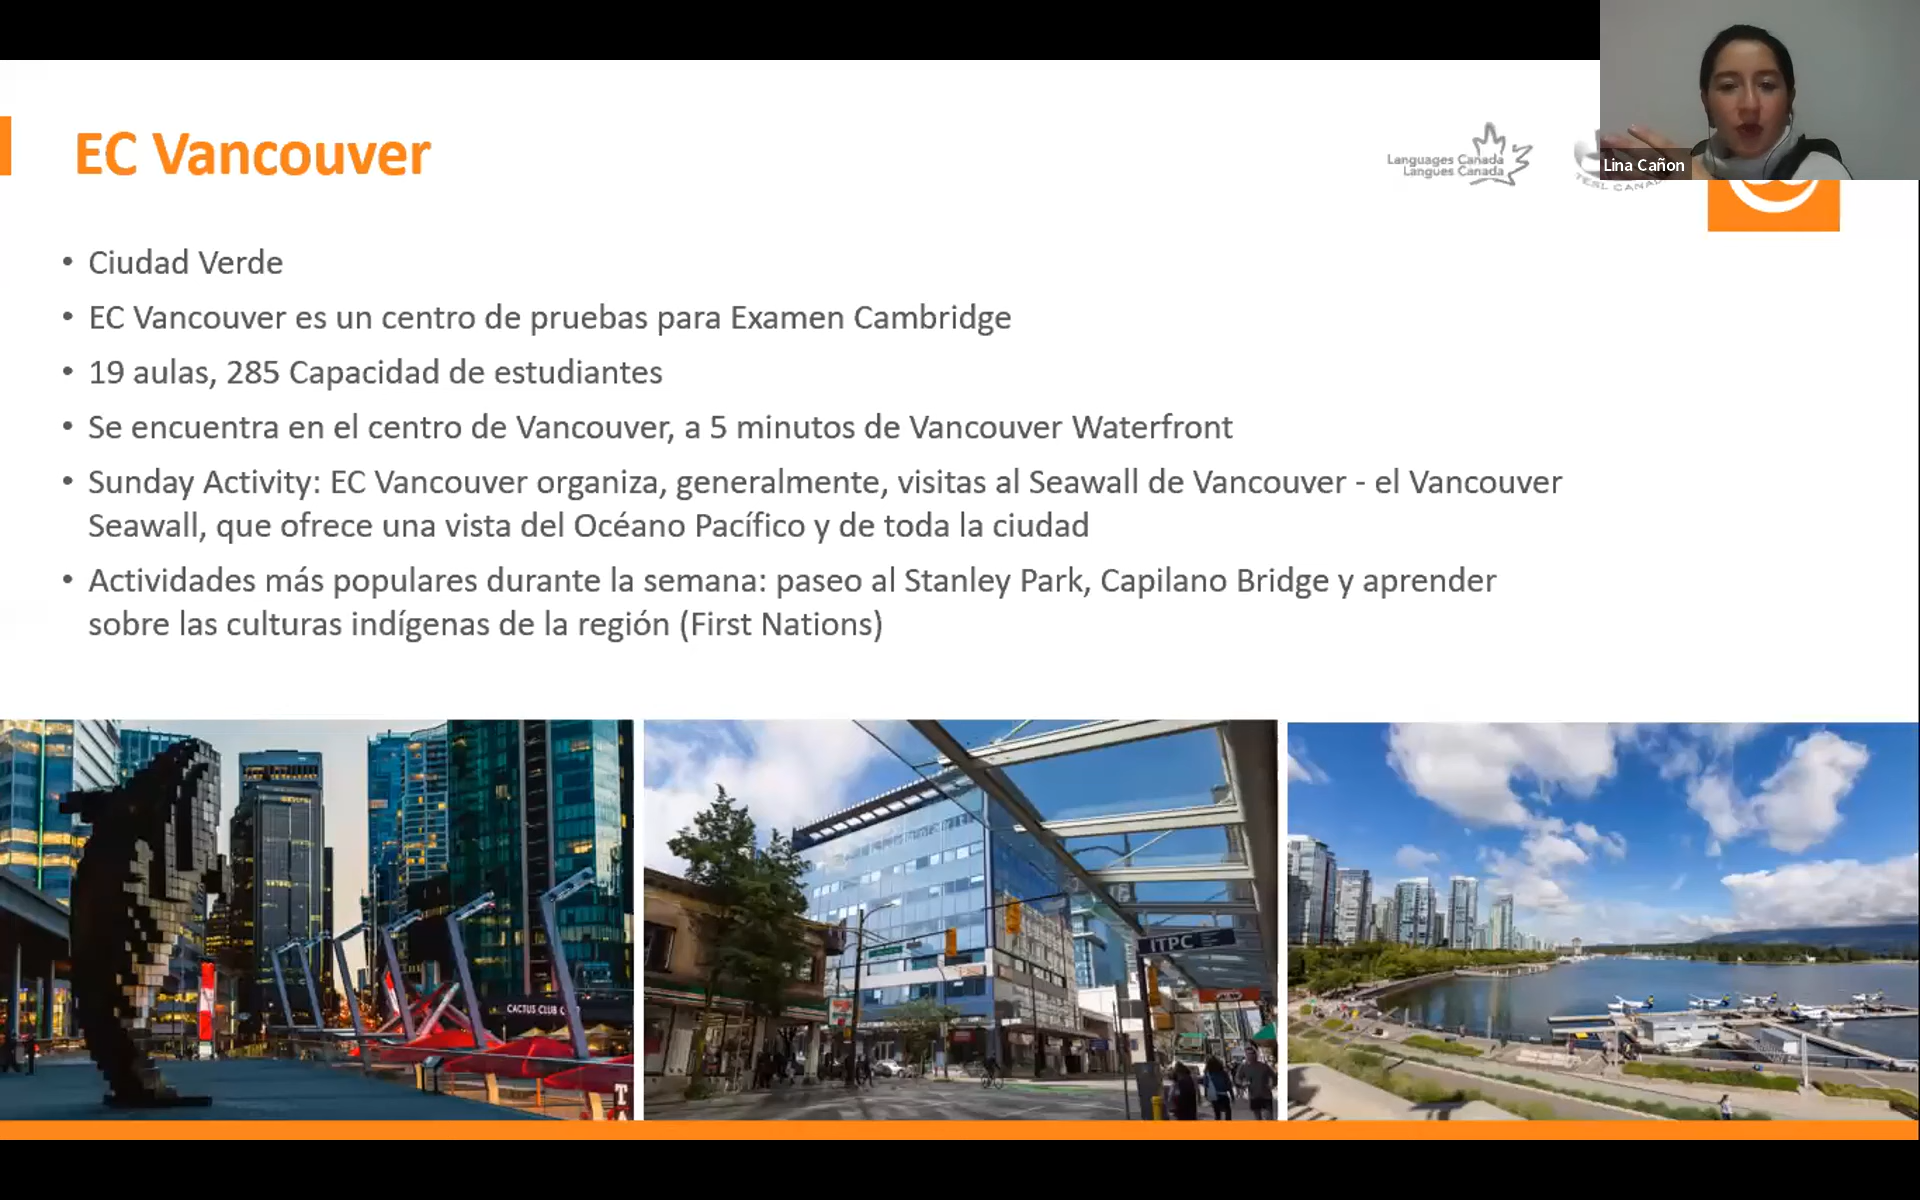 EC Vancouver
Languages Canada
Langues Canada
TESL CANADA
Lina Cañon
• Ciudad Verde
• EC Vancouver es un centro de pruebas para Examen Cambridge
• 19 aulas, 285 Capacidad de estudiantes
• Se encuentra en el centro de Vancouver, a 5 minutos de Vancouver Waterfront
• Sunday Activity: EC Vancouver organiza, generalmente, visitas al Seawall de Vancouver - el Vancouver
Seawall, que ofrece una vista del Océano Pacífico y de toda la ciudad
• Actividades más populares durante la semana: paseo al Stanley Park, Capilano Bridge y aprender
sobre las culturas indígenas de la región (First Nations)
CACTUS CLUB
ITPC